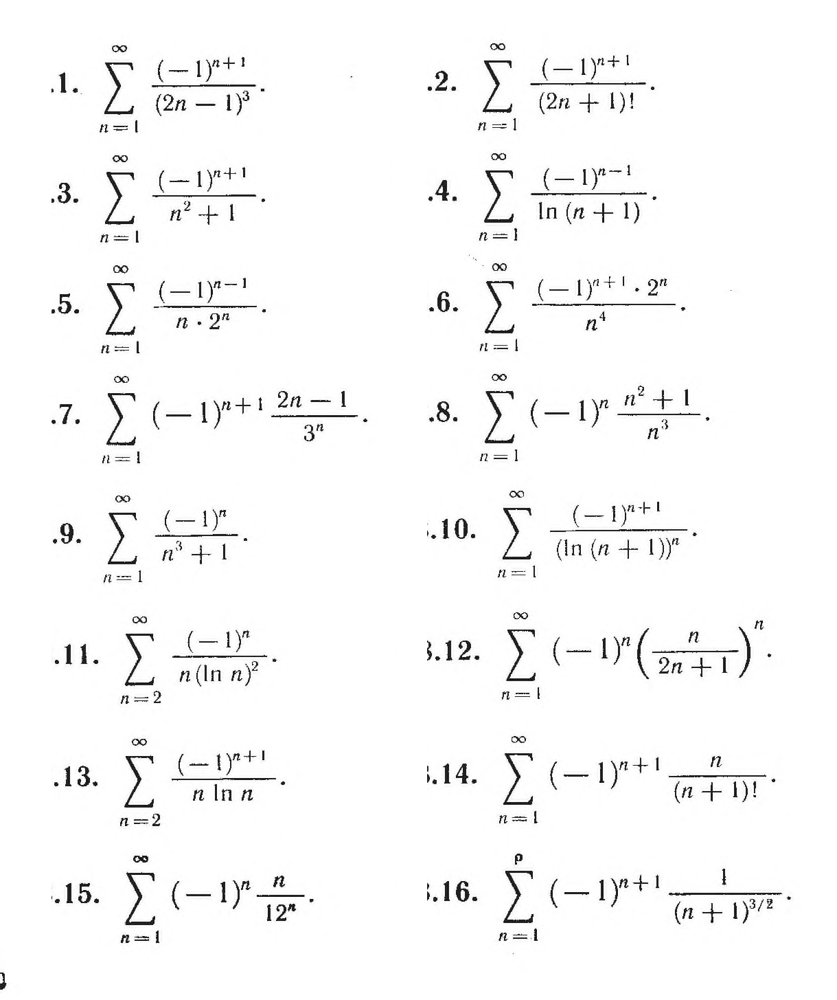 .1. \sum_{n=1}^{\infty} \frac{(-1)^{n+1}}{(2n-1)^3}.
.2. \sum_{n=1}^{\infty} \frac{(-1)^{n+1}}{(2n+1)!}.
.3. \sum_{n=1}^{\infty} \frac{(-1)^{n+1}}{n^2+1}.
.4. \sum_{n=1}^{\infty} \frac{(-1)^{n-1}}{\ln(n+1)}.
.5. \sum_{n=1}^{\infty} \frac{(-1)^{n-1}}{n \cdot 2^n}.
.6. \sum_{n=1}^{\infty} \frac{(-1)^{n+1} \cdot 2^n}{n^4}.
.7. \sum_{n=1}^{\infty} (-1)^{n+1} \frac{2n-1}{3^n}.
.8. \sum_{n=1}^{\infty} (-1)^n \frac{n^2+1}{n^3}.
.9. \sum_{n=1}^{\infty} \frac{(-1)^n}{n^3+1}.
.10. \sum_{n=1}^{\infty} \frac{(-1)^{n+1}}{(\ln(n+1))^n}.
.11. \sum_{n=2}^{\infty} \frac{(-1)^n}{n(\ln n)^2}.
.12. \sum_{n=1}^{\infty} (-1)^n \left(\frac{n}{2n+1}\right)^n.
.13. \sum_{n=2}^{\infty} \frac{(-1)^{n+1}}{n \ln n}.
.14. \sum_{n=1}^{\infty} (-1)^{n+1} \frac{n}{(n+1)!}.
.15. \sum_{n=1}^{\infty} (-1)^n \frac{n}{12^n}.
.16. \sum_{n=1}^{ρ} (-1)^{n+1} \frac{1}{(n+1)^{3/2}}.